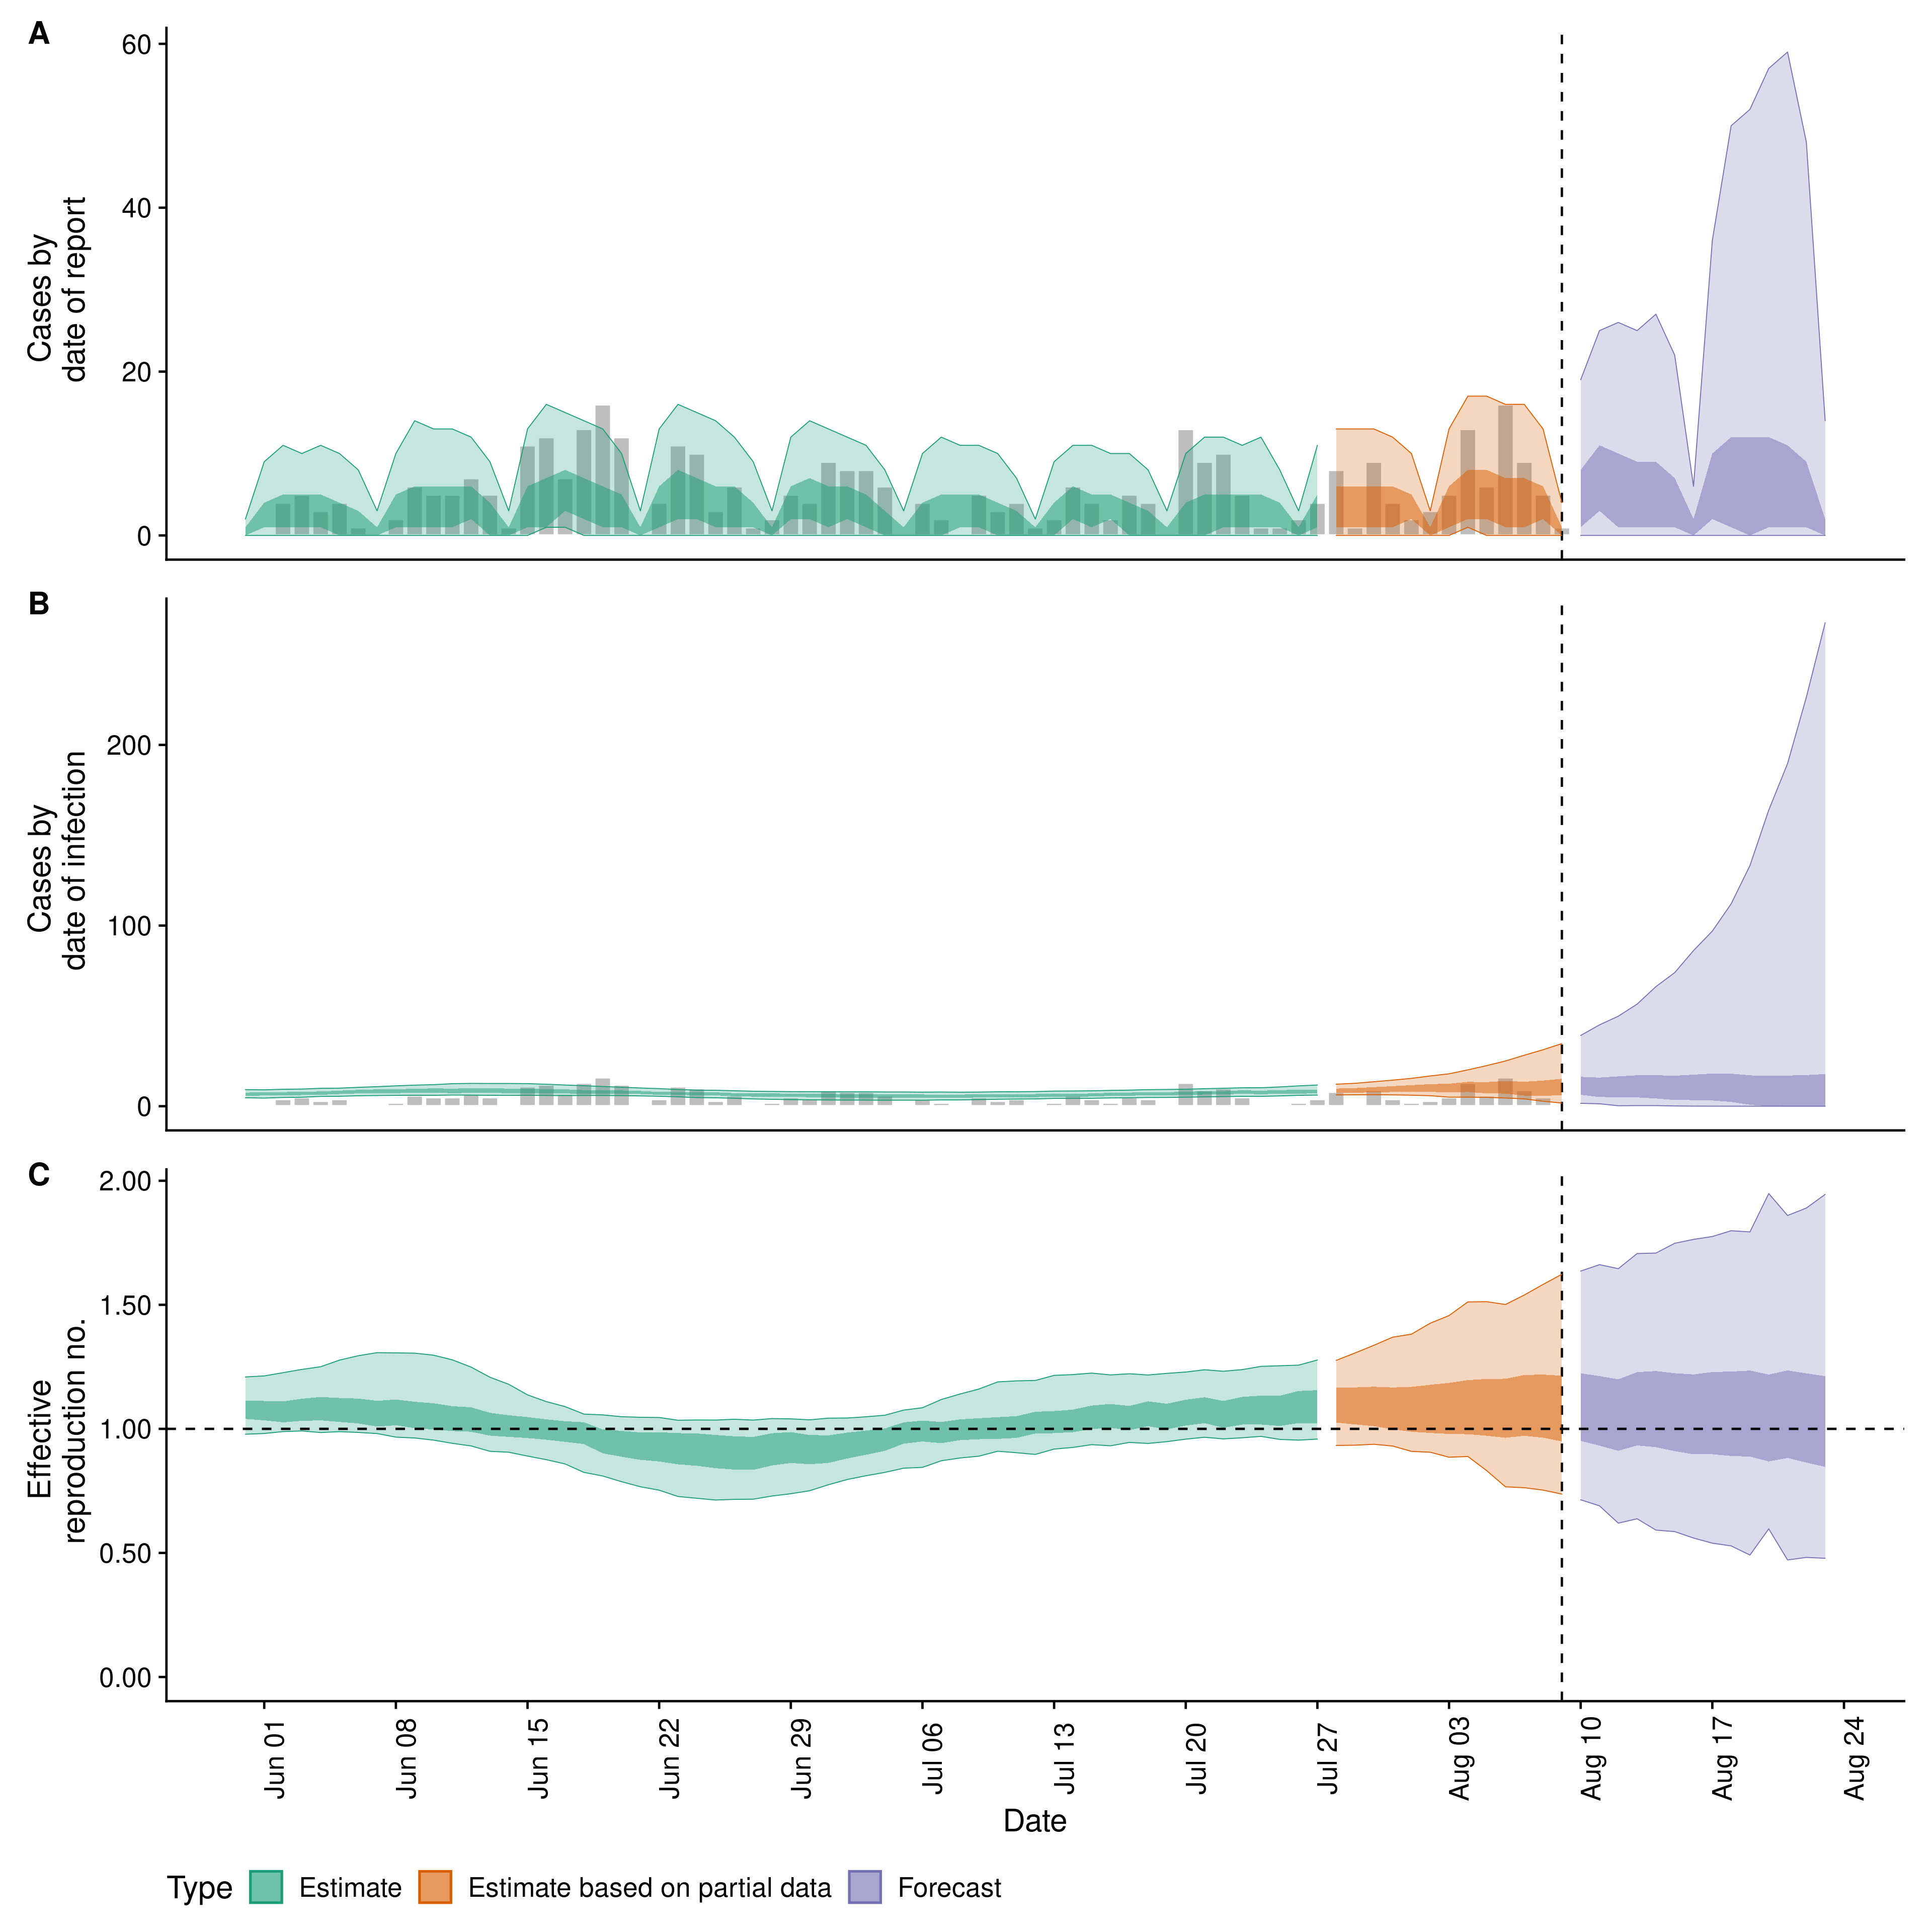 A
Cases by
date of report
60
40
20
0
B
Cases by
date of infection
200
100
0
C
Effective
reproduction no.
2.00
1.50
1.00
0.50
0.00
Jun 01
Jun 08
Jun 15
Jun 22
Jun 29
Jul 06
Jul 13
Jul 20
Jul 27
Aug 03
Aug 10
Aug 17
Aug 24
Date
Type Estimate Estimate based on partial data Forecast